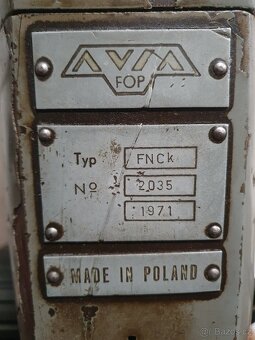 AVIA
FOP
Typ FNCk
Nº 2035
1971
MADE IN POLAND